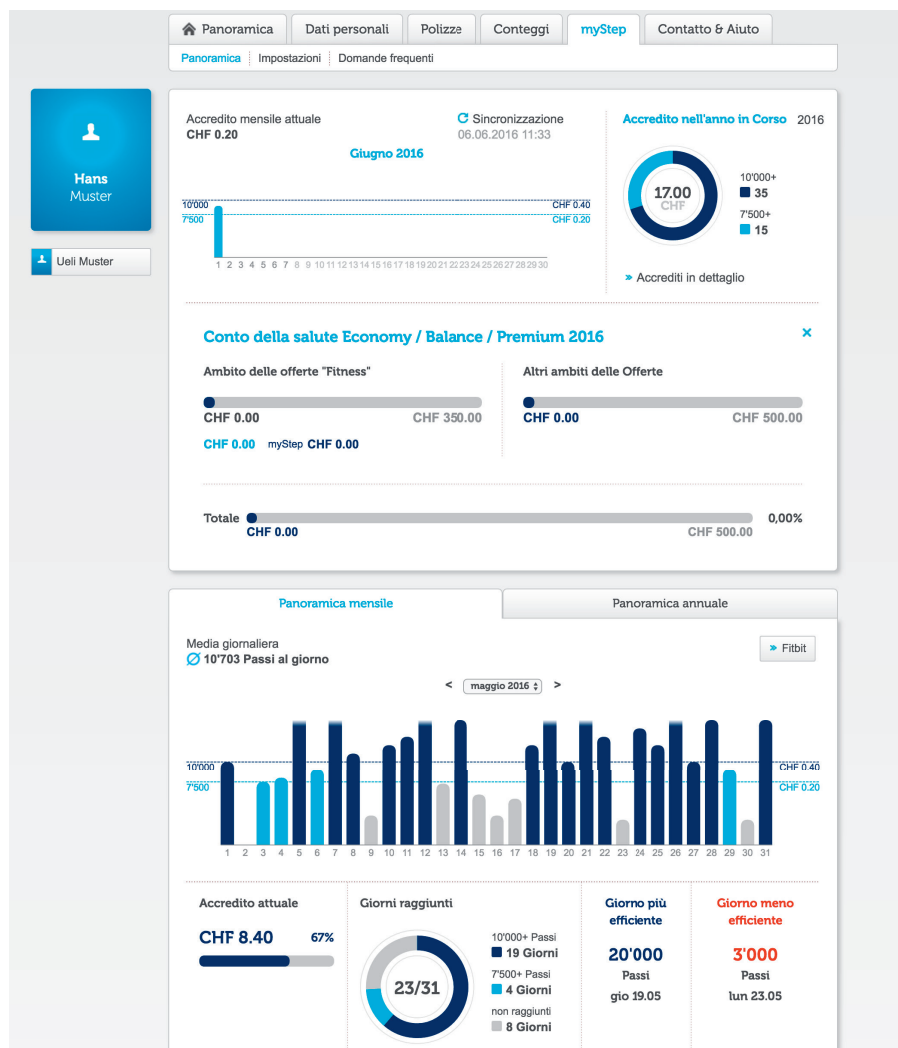 Panoramica Dati personali Polizze Conteggi myStep Contatto & Aiuto
Panoramica Impostazioni Domande frequenti
Hans
Muster
Ueli Muster
Accredito mensile attuale
CHF 0.20
Sincronizzazione
06.06.2016 11:33
Giugno 2016
10'000 CHF 0.40
7'500 CHF 0.20
1 2 3 4 5 6 7 8 9 10 11 12 13 14 15 16 17 18 19 20 21 22 23 24 25 26 27 28 29 30
Accredito nell'anno in Corso 2016
17.00
CHF
10'000+
35
7'500+
15
» Accrediti in dettaglio
Conto della salute Economy / Balance / Premium 2016 ×
Ambito delle offerte "Fitness"
CHF 0.00 CHF 350.00
CHF 0.00 myStep CHF 0.00
Altri ambiti delle Offerte
CHF 0.00 CHF 500.00
Totale 0,00%
CHF 0.00 CHF 500.00
Panoramica mensile Panoramica annuale
Media giornaliera
10'703 Passi al giorno
» Fitbit
< maggio 2016 >
10'000 CHF 0.40
7'500 CHF 0.20
1 2 3 4 5 6 7 8 9 10 11 12 13 14 15 16 17 18 19 20 21 22 23 24 25 26 27 28 29 30 31
Accredito attuale
CHF 8.40 67%
Giorni raggiunti
23/31
10'000+ Passi
19 Giorni
7'500+ Passi
4 Giorni
non raggiunti
8 Giorni
Giorno più
efficiente
20'000
Passi
gio 19.05
Giorno meno
efficiente
3'000
Passi
lun 23.05